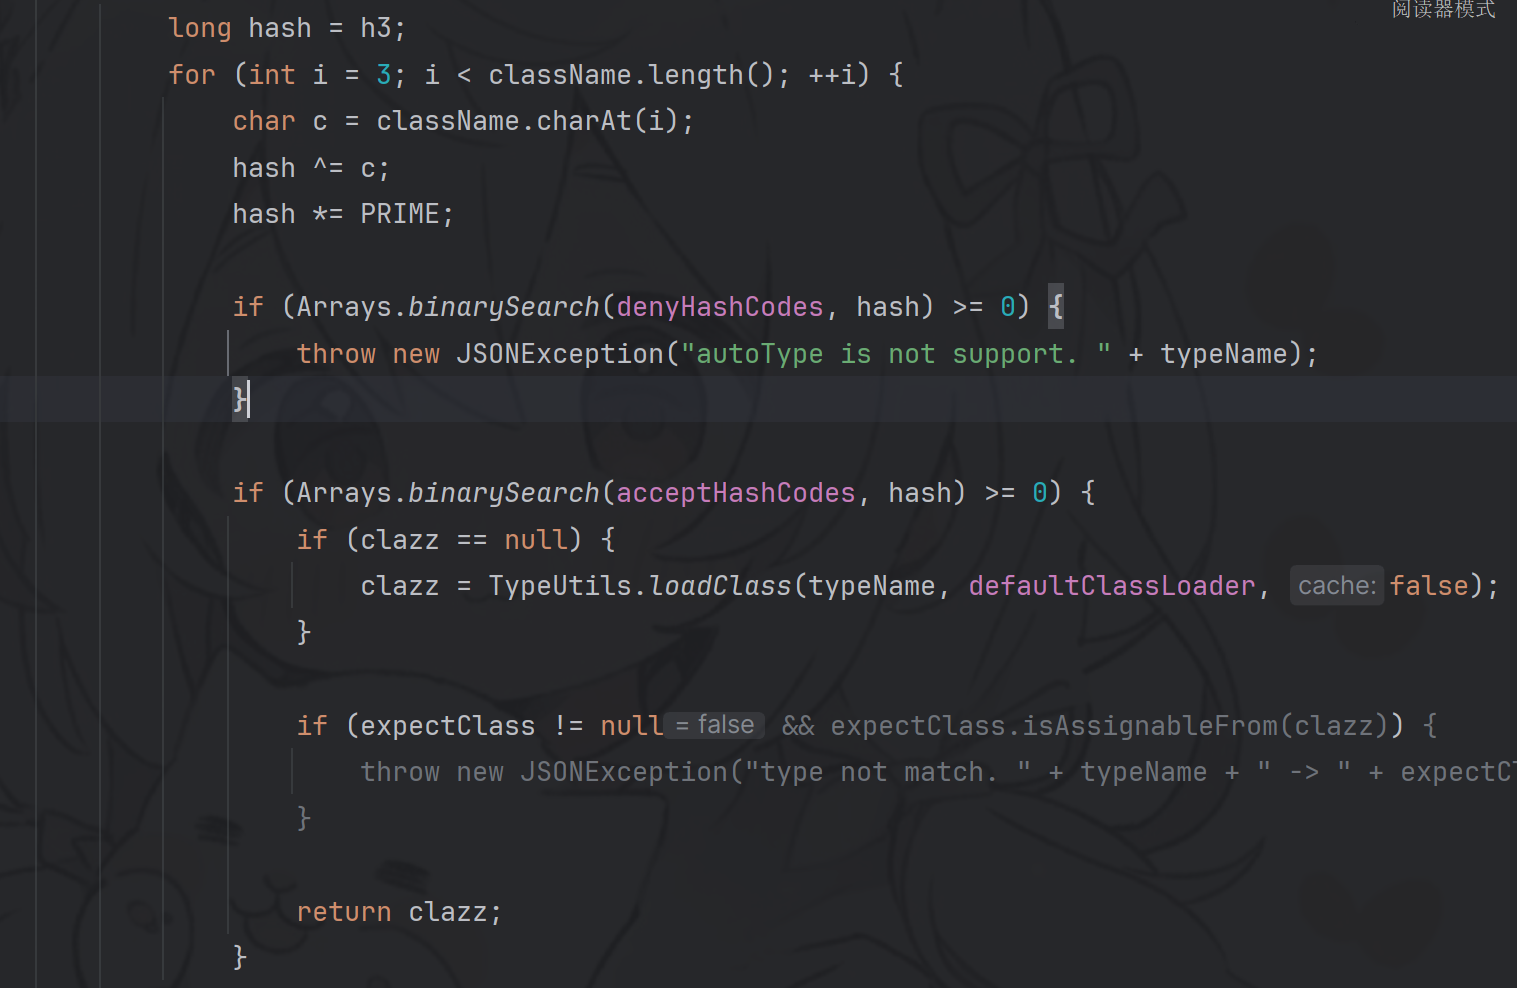 阅读器模式
long hash = h3;
for (int i = 3; i < className.length(); ++i) {
char c = className.charAt(i);
hash ^= c;
hash *= PRIME;
if (Arrays.binarySearch(denyHashCodes, hash) >= 0) {
throw new JSONException("autoType is not support. " + typeName);
}
if (Arrays.binarySearch(acceptHashCodes, hash) >= 0) {
if (clazz == null) {
clazz = TypeUtils.loadClass(typeName, defaultClassLoader, cache: false);
}
if (expectClass != null = false && expectClass.isAssignableFrom(clazz)) {
throw new JSONException("type not match. " + typeName + " -> " + expectCl
}
return clazz;
}